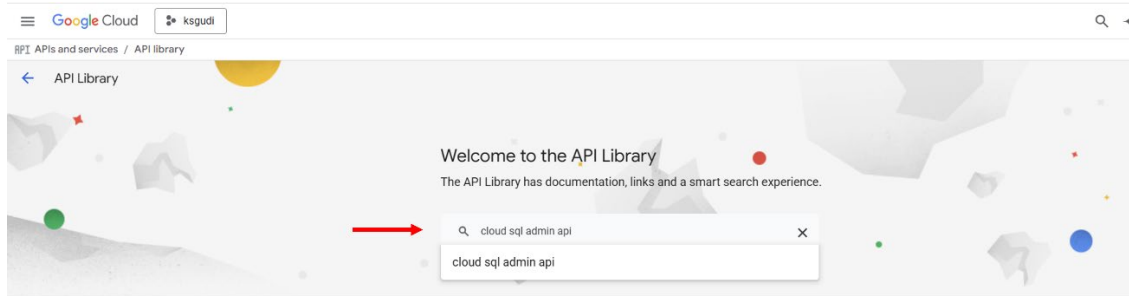 Google Cloud ksgudi
API APIs and services / API library
API Library
Welcome to the API Library
The API Library has documentation, links and a smart search experience.
cloud sql admin api
cloud sql admin api